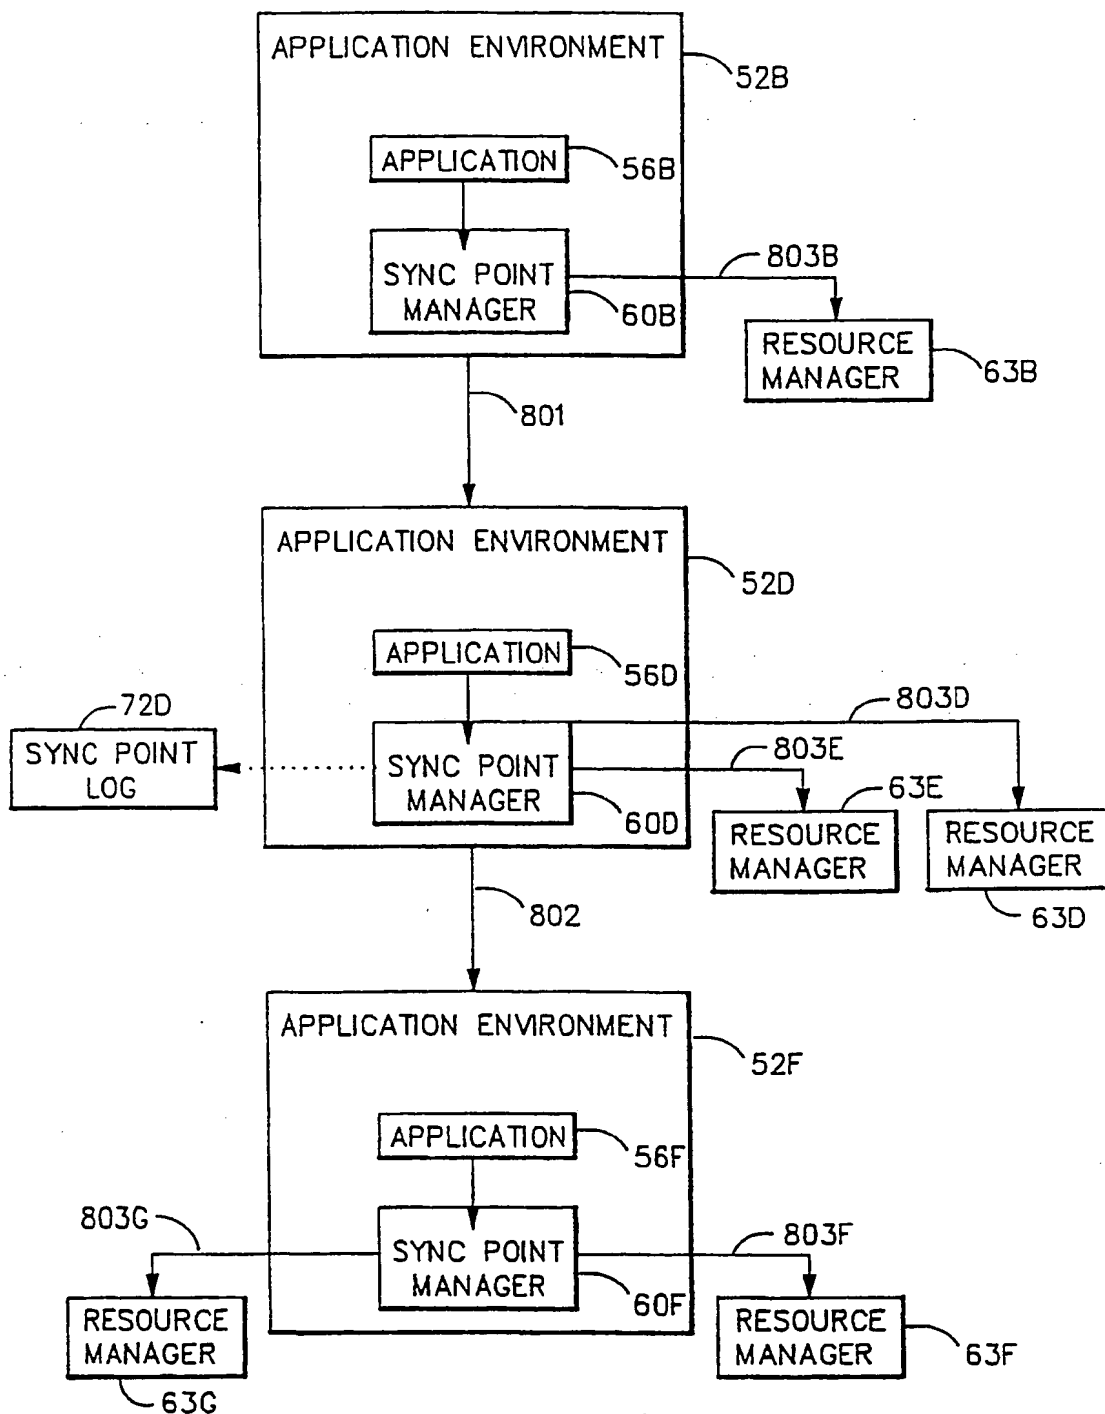 APPLICATION ENVIRONMENT
52B
APPLICATION
56B
SYNC POINT
MANAGER
60B
803B
RESOURCE
MANAGER
63B
801
APPLICATION ENVIRONMENT
52D
APPLICATION
56D
72D
SYNC POINT
LOG
SYNC POINT
MANAGER
60D
803D
803E
63E
RESOURCE
MANAGER
RESOURCE
MANAGER
63D
802
APPLICATION ENVIRONMENT
52F
APPLICATION
56F
803G
SYNC POINT
MANAGER
60F
803F
RESOURCE
MANAGER
63G
RESOURCE
MANAGER
63F